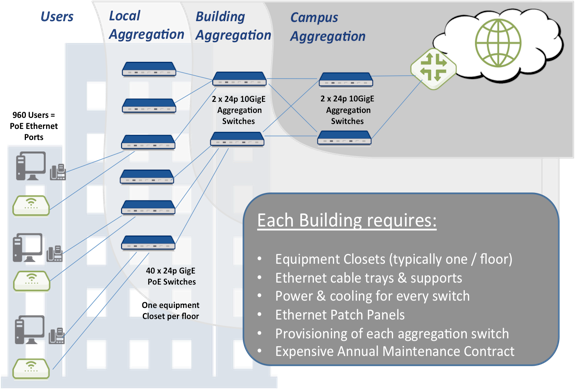 Users
Local
Aggregation
Building
Aggregation
Campus
Aggregation
960 Users =
PoE Ethernet
Ports
2 x 24p 10GigE
Aggregation
Switches
2 x 24p 10GigE
Aggregation
Switches
40 x 24p GigE
PoE Switches
One equipment
Closet per floor
Each Building requires:
• Equipment Closets (typically one / floor)
• Ethernet cable trays & supports
• Power & cooling for every switch
• Ethernet Patch Panels
• Provisioning of each aggregation switch
• Expensive Annual Maintenance Contract